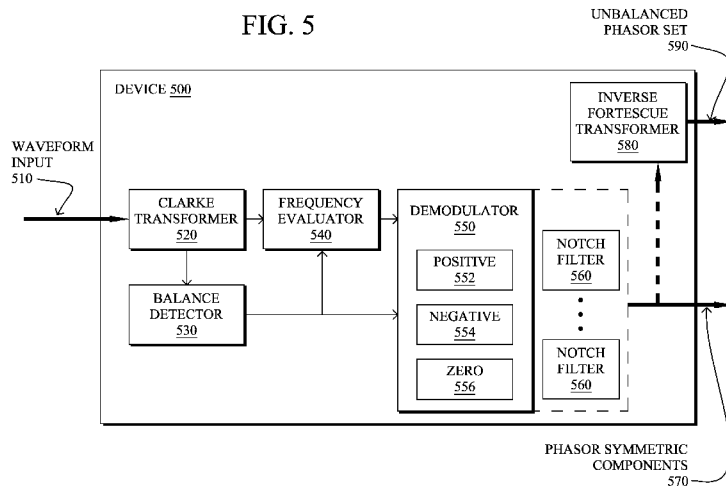 FIG. 5
UNBALANCED
PHASOR SET
590
DEVICE 500
INVERSE
FORTESCUE
TRANSFORMER
580
WAVEFORM
INPUT
510
CLARKE
TRANSFORMER
520
FREQUENCY
EVALUATOR
540
DEMODULATOR
550
POSITIVE
552
NEGATIVE
554
ZERO
556
NOTCH
FILTER
560
NOTCH
FILTER
560
BALANCE
DETECTOR
530
PHASOR SYMMETRIC
COMPONENTS
570